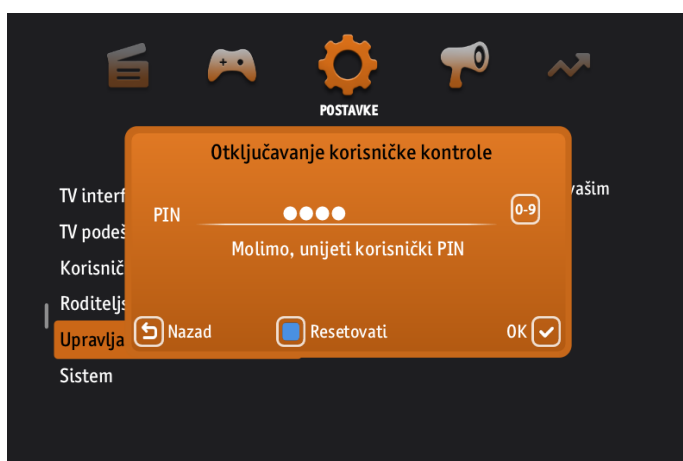 POSTAVKE
Otključavanje korisničke kontrole
TV interf
vašim
PIN
0-9
TV podeš
Molimo, unijeti korisnički PIN
Korisnič
Roditeljs
Upravlja
Nazad
Resetovati
OK
Sistem